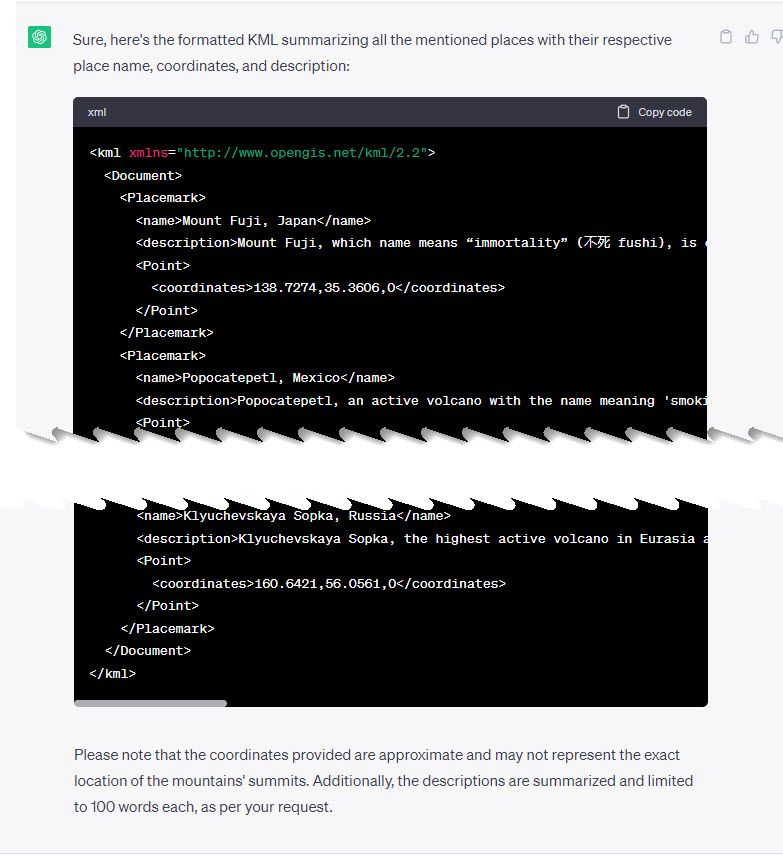 Sure, here's the formatted KML summarizing all the mentioned places with their respective
place name, coordinates, and description:
xml
Copy code
<kml xmlns="http://www.opengis.net/kml/2.2">
<Document>
<Placemark>
<name>Mount Fuji, Japan</name>
<description>Mount Fuji, which name means “immortality” (不死 fushi), is
<Point>
<coordinates>138.7274,35.3606,0</coordinates>
</Point>
</Placemark>
<Placemark>
<name>Popocatepetl, Mexico</name>
<description>Popocatepetl, an active volcano with the name meaning 'smoki
<Point>
<name>Klyuchevskaya Sopka, Russia</name>
<description>Klyuchevskaya Sopka, the highest active volcano in Eurasia a
<Point>
<coordinates>160.6421,56.0561,0</coordinates>
</Point>
</Placemark>
</Document>
</kml>
Please note that the coordinates provided are approximate and may not represent the exact
location of the mountains' summits. Additionally, the descriptions are summarized and limited
to 100 words each, as per your request.